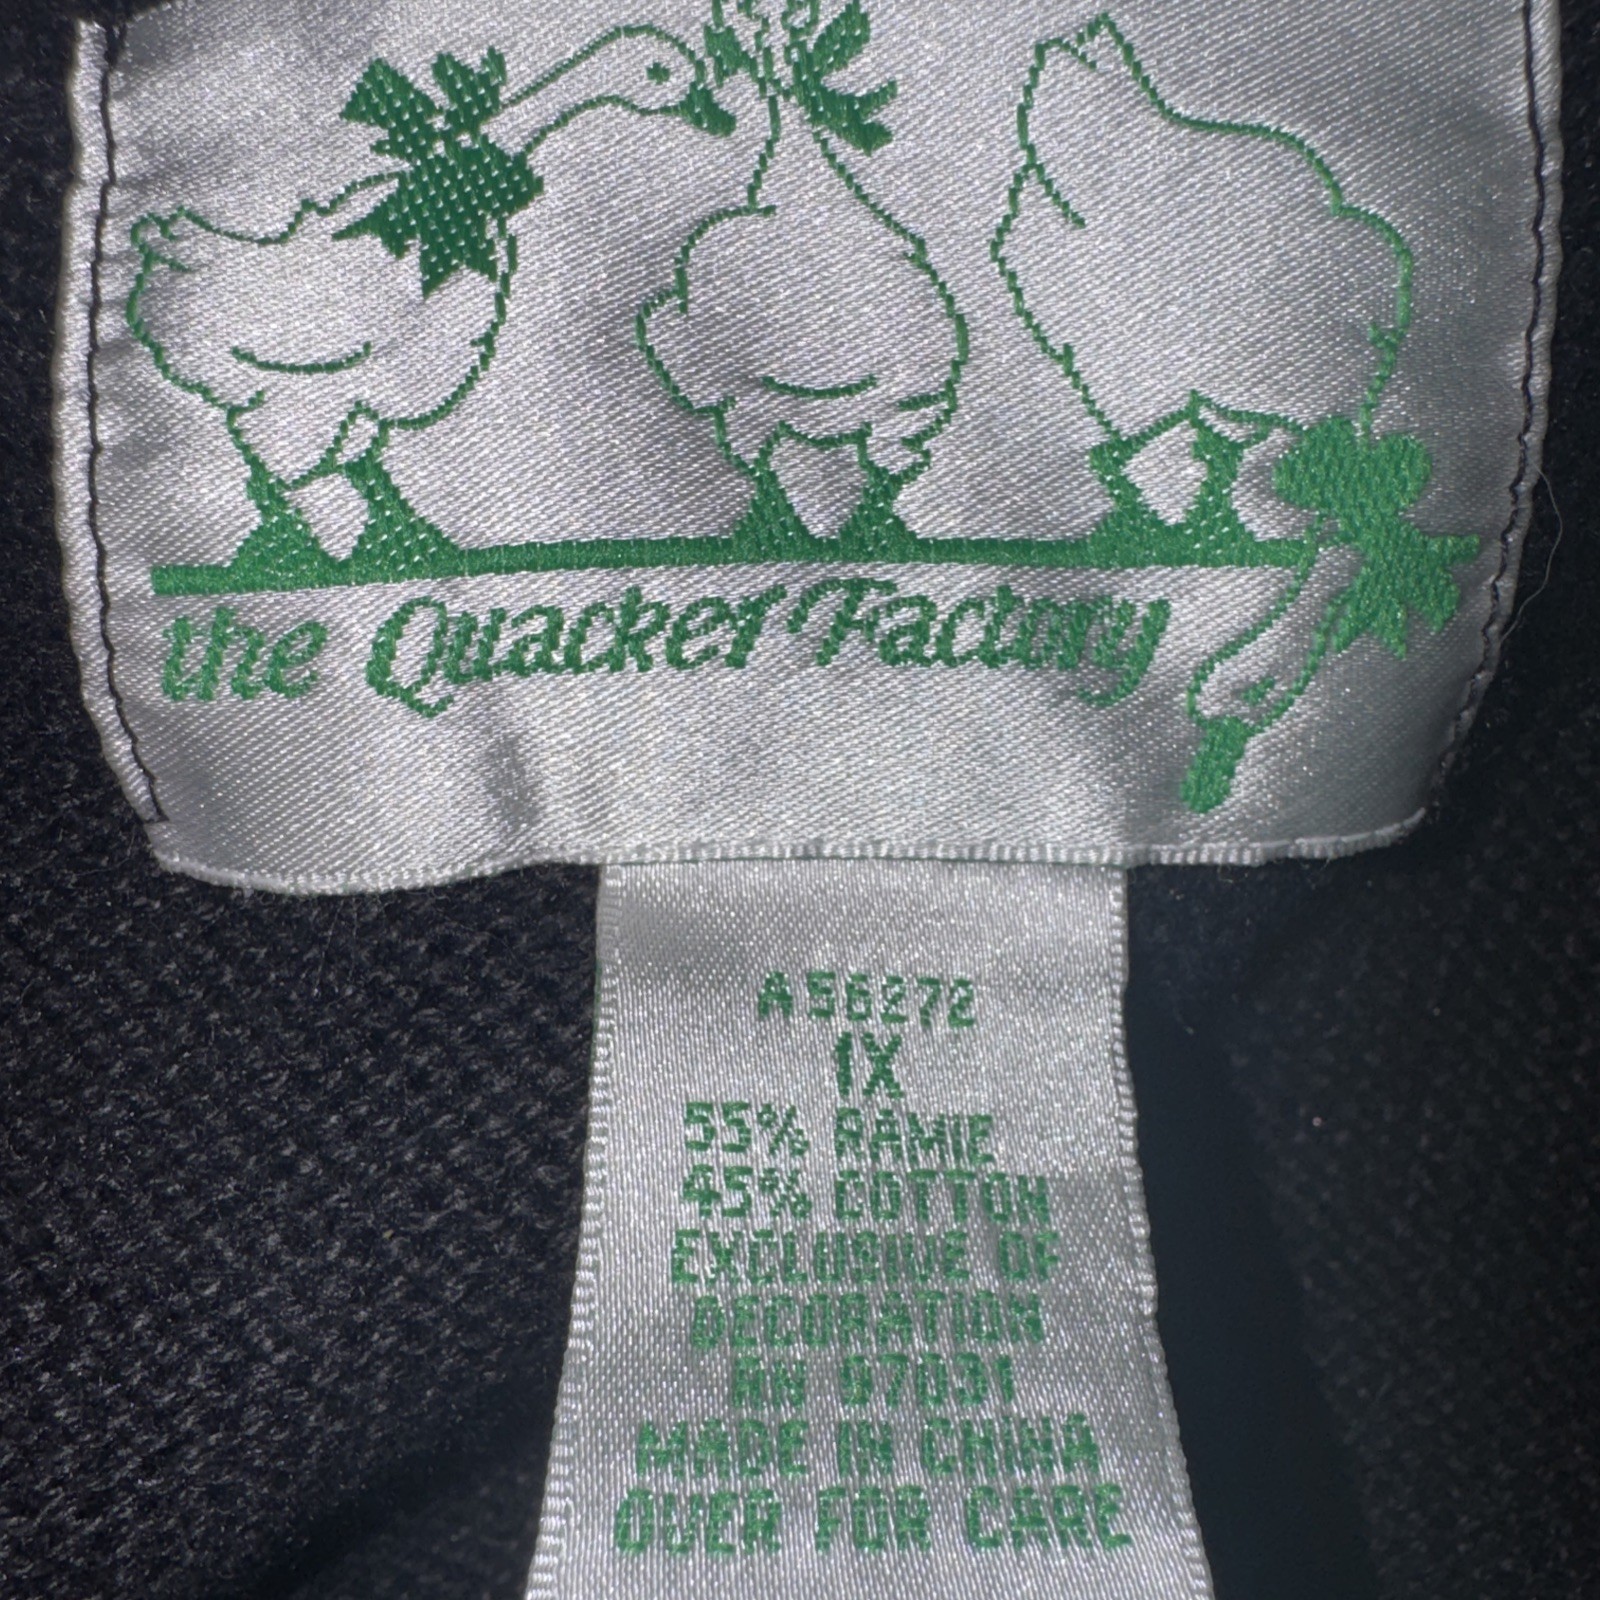 the Quacker Factory
A56272
1X
55% RAMIE
45% COTTON
EXCLUSIVE OF
DECORATION
RN 97031
MADE IN CHINA
OVER FOR CARE